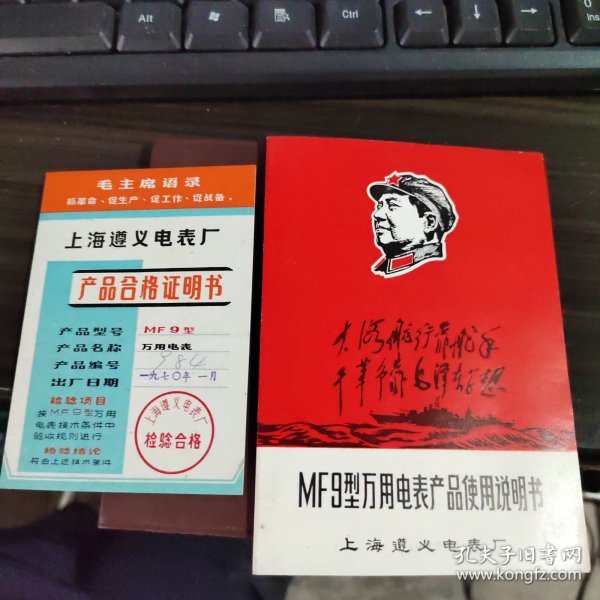 Alt
Ctrl
0
Ins
毛主席语录
抓革命、促生产、促工作、促战备。
上海遵义电表厂
产品合格证明书
产品型号 MF9型
产品名称 万用电表
产品编号 984
出厂日期 一九七〇年一月
检验项目
按MF9型万用
电表技术条件中
验收规则进行
检验结论
符合上述技术条件
上海遵义电表厂
检验合格
大海航行靠舵手
干革命靠毛泽东思想
MF9型万用电表产品使用说明书
上海遵义电表厂
孔夫子旧书网
www.kongfz.com